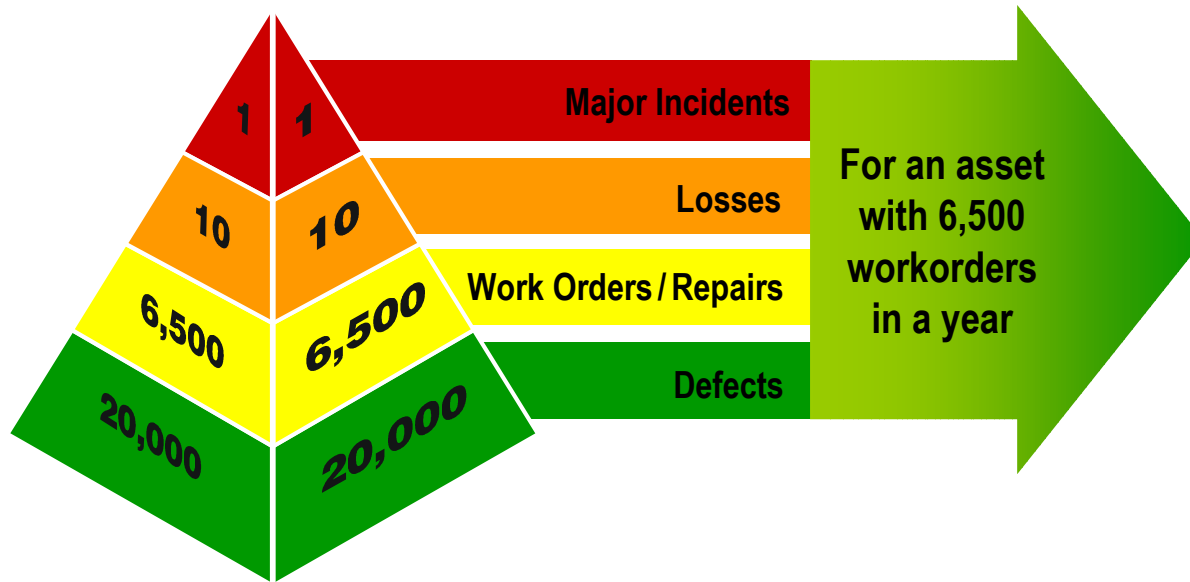 1
1
Major Incidents
10
10
Losses
6,500
6,500
Work Orders / Repairs
20,000
20,000
Defects
For an asset
with 6,500
workorders
in a year